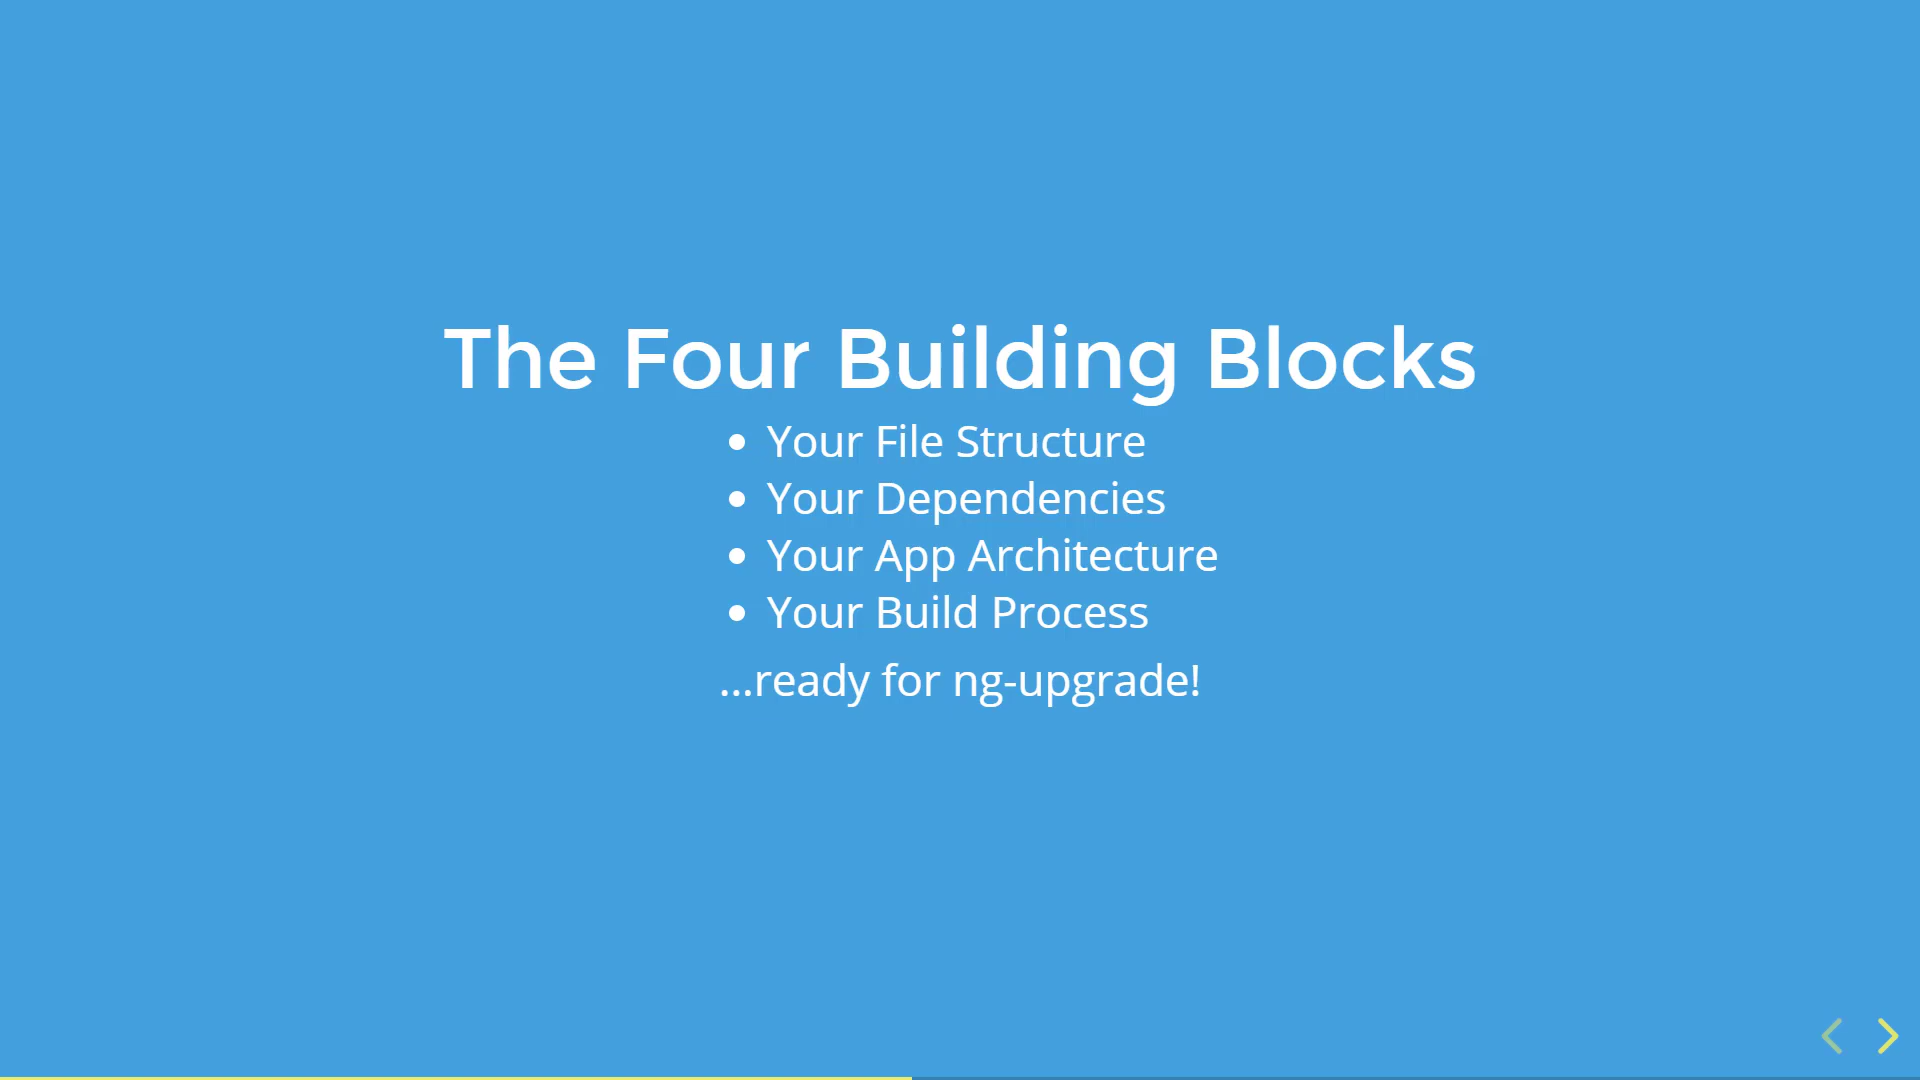 The Four Building Blocks
• Your File Structure
• Your Dependencies
• Your App Architecture
• Your Build Process
...ready for ng-upgrade!